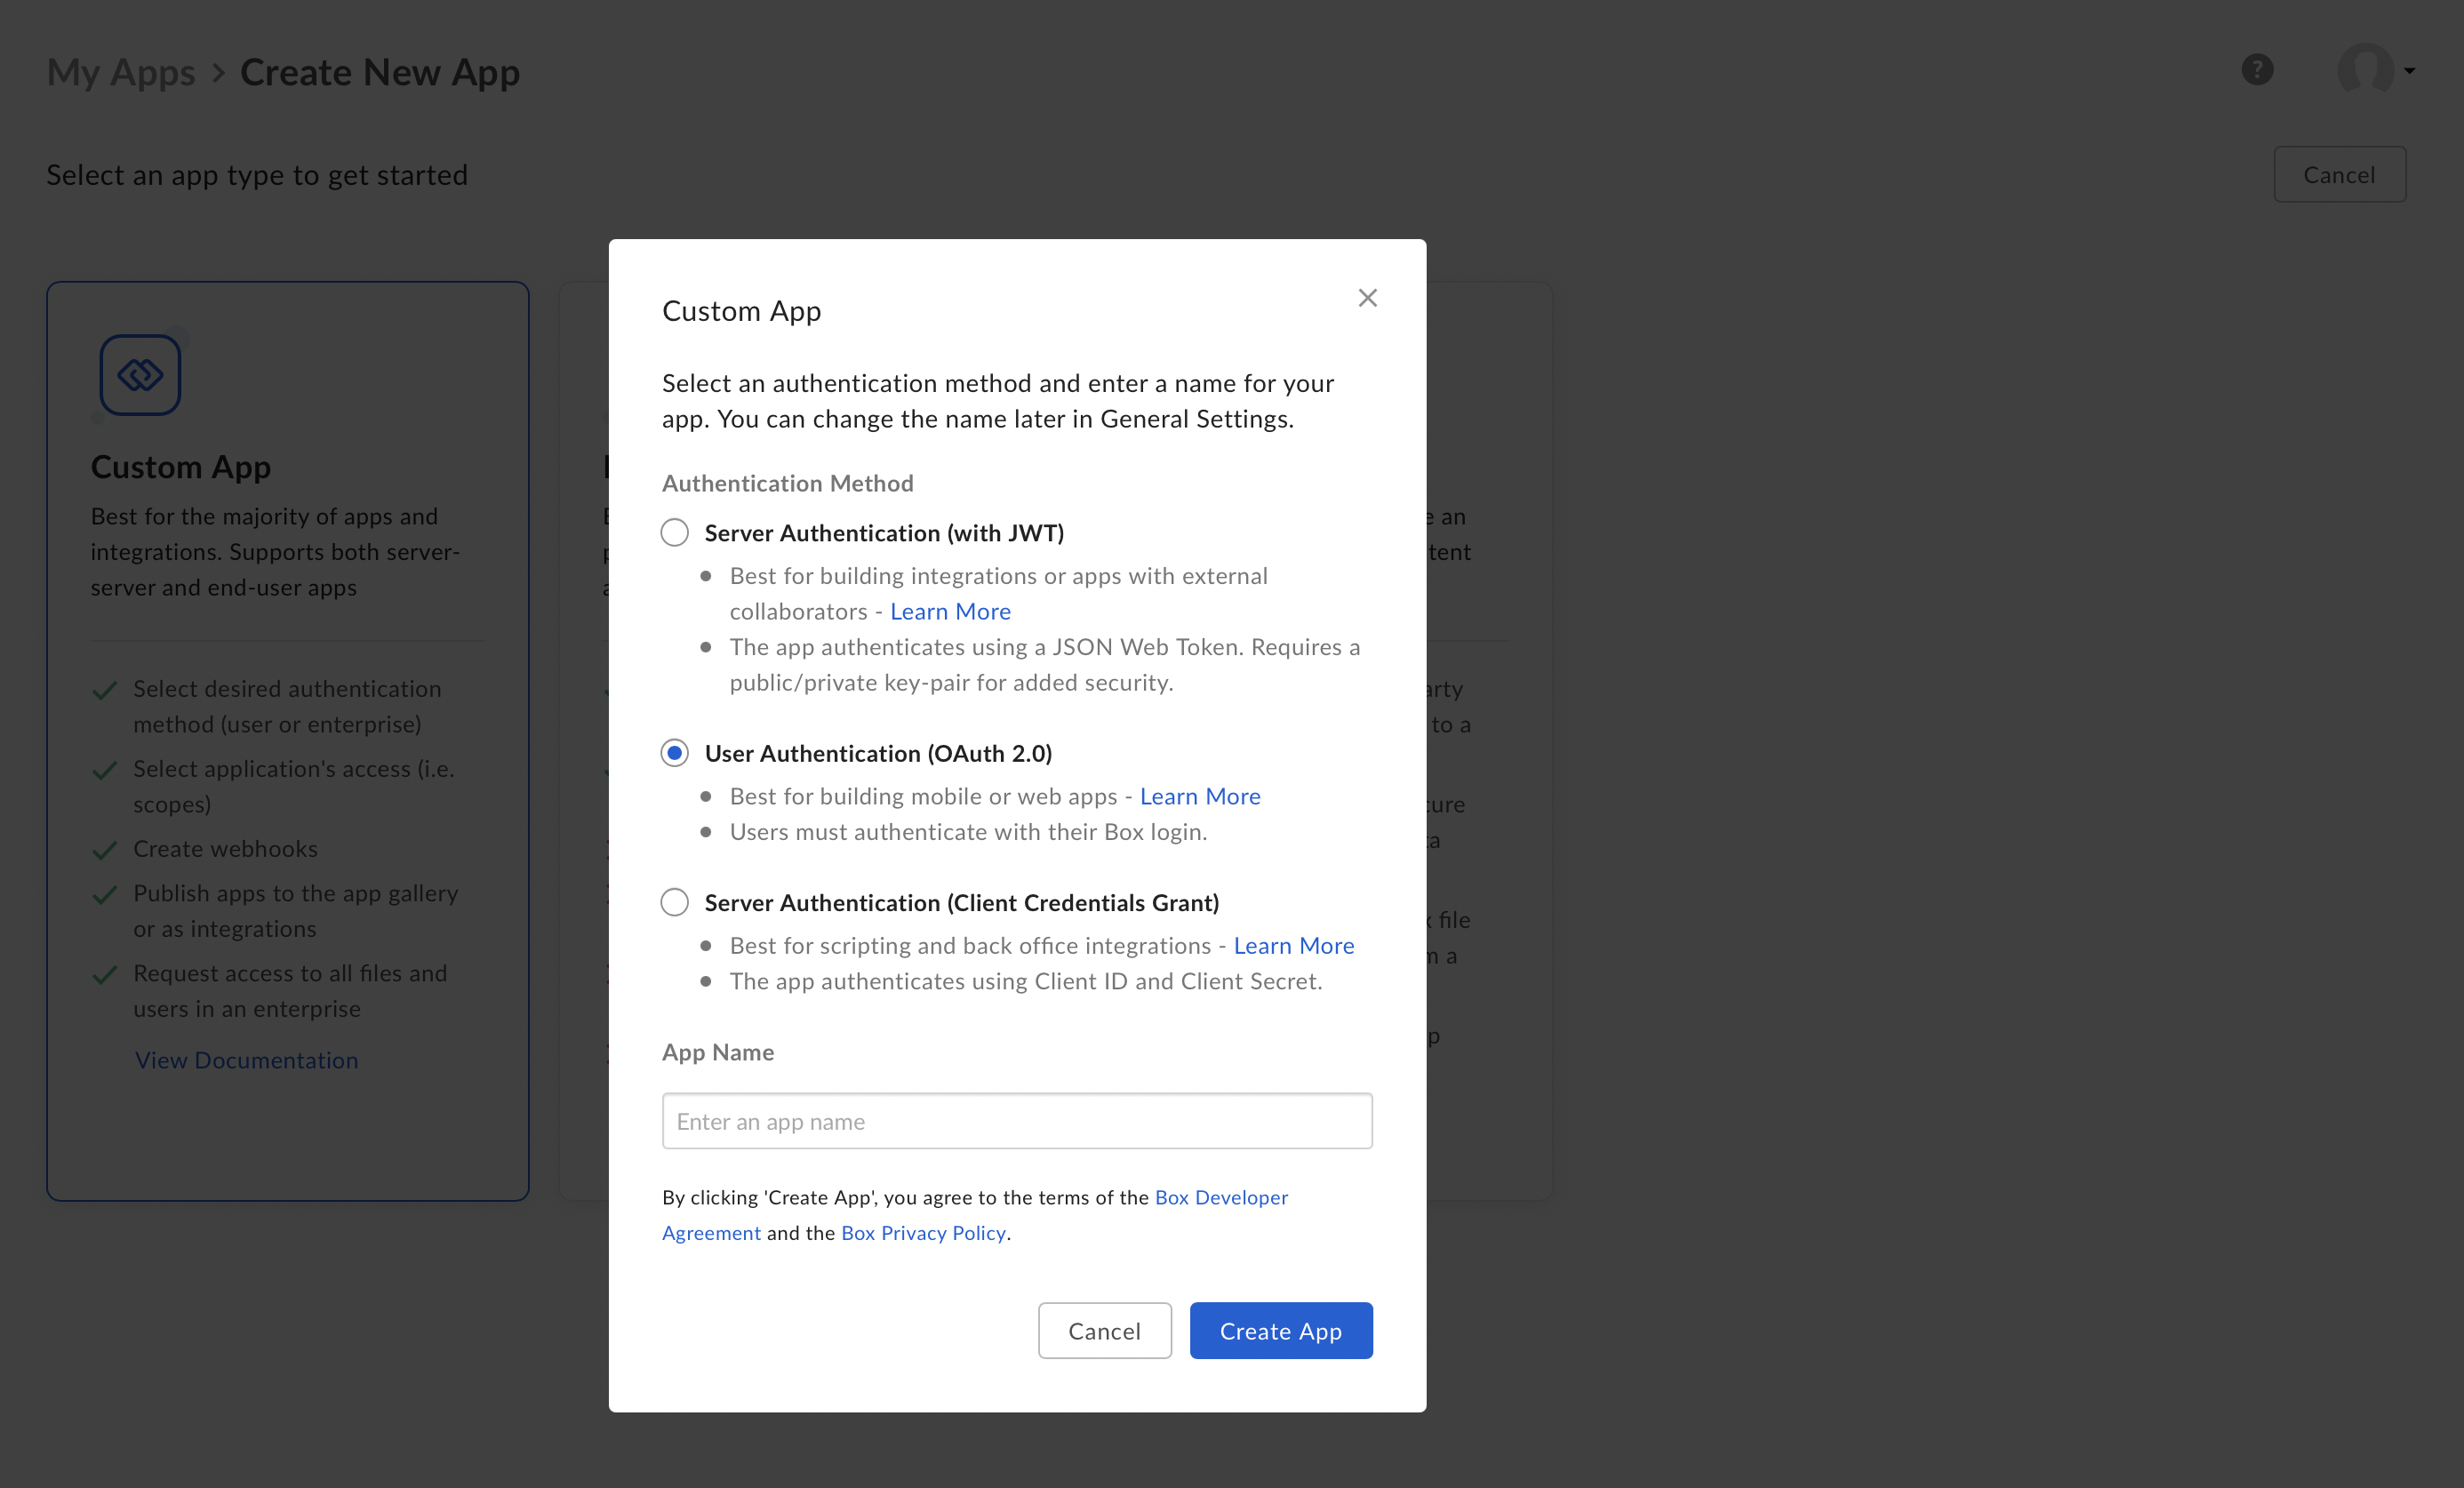 My Apps > Create New App
?
Select an app type to get started
Cancel
Custom App
Best for the majority of apps and
integrations. Supports both server-
server and end-user apps
Select desired authentication
method (user or enterprise)
Select application's access (i.e.
scopes)
Create webhooks
Publish apps to the app gallery
or as integrations
Request access to all files and
users in an enterprise
View Documentation
Custom App
Select an authentication method and enter a name for your
app. You can change the name later in General Settings.
Authentication Method
Server Authentication (with JWT)
Best for building integrations or apps with external
collaborators - Learn More
The app authenticates using a JSON Web Token. Requires a
public/private key-pair for added security.
User Authentication (OAuth 2.0)
Best for building mobile or web apps - Learn More
Users must authenticate with their Box login.
Server Authentication (Client Credentials Grant)
Best for scripting and back office integrations - Learn More
The app authenticates using Client ID and Client Secret.
App Name
Enter an app name
By clicking 'Create App', you agree to the terms of the Box Developer
Agreement and the Box Privacy Policy.
Cancel
Create App
an
to a
file
a